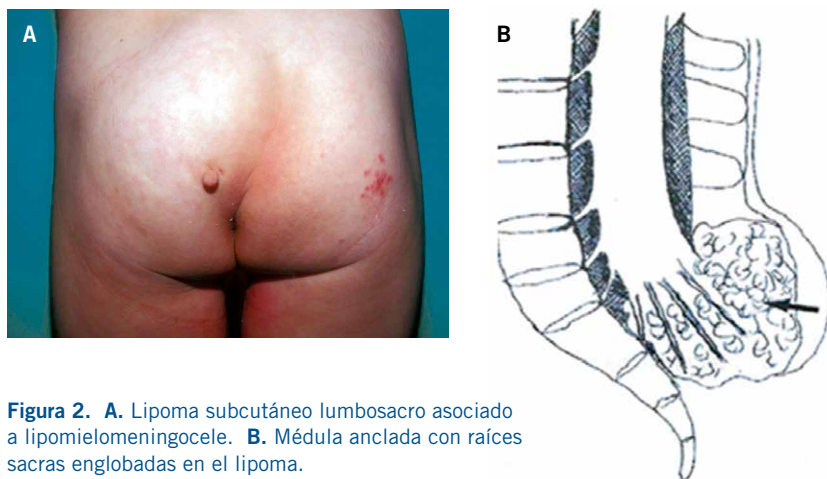 A
B
Figura 2. A. Lipoma subcutáneo lumbosacro asociado
a lipomielomeningocele. B. Médula anclada con raíces
sacras englobadas en el lipoma.